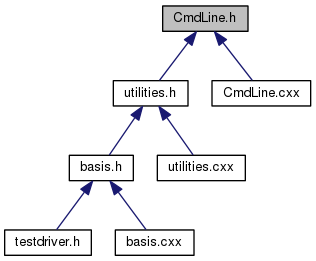 CmdLine.h
utilities.h
CmdLine.cxx
basis.h
utilities.cxx
testdriver.h
basis.cxx